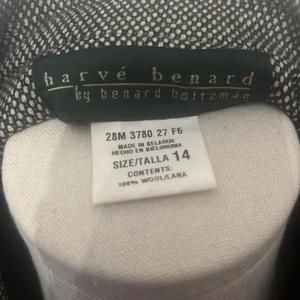 harvé benard
by benard holtzman
28M 3780 27 F6
MADE IN BELARUS
HECHO EN BIELORUSIA
SIZE/TALLA 14
CONTENTS:
100% WOOL/LANA